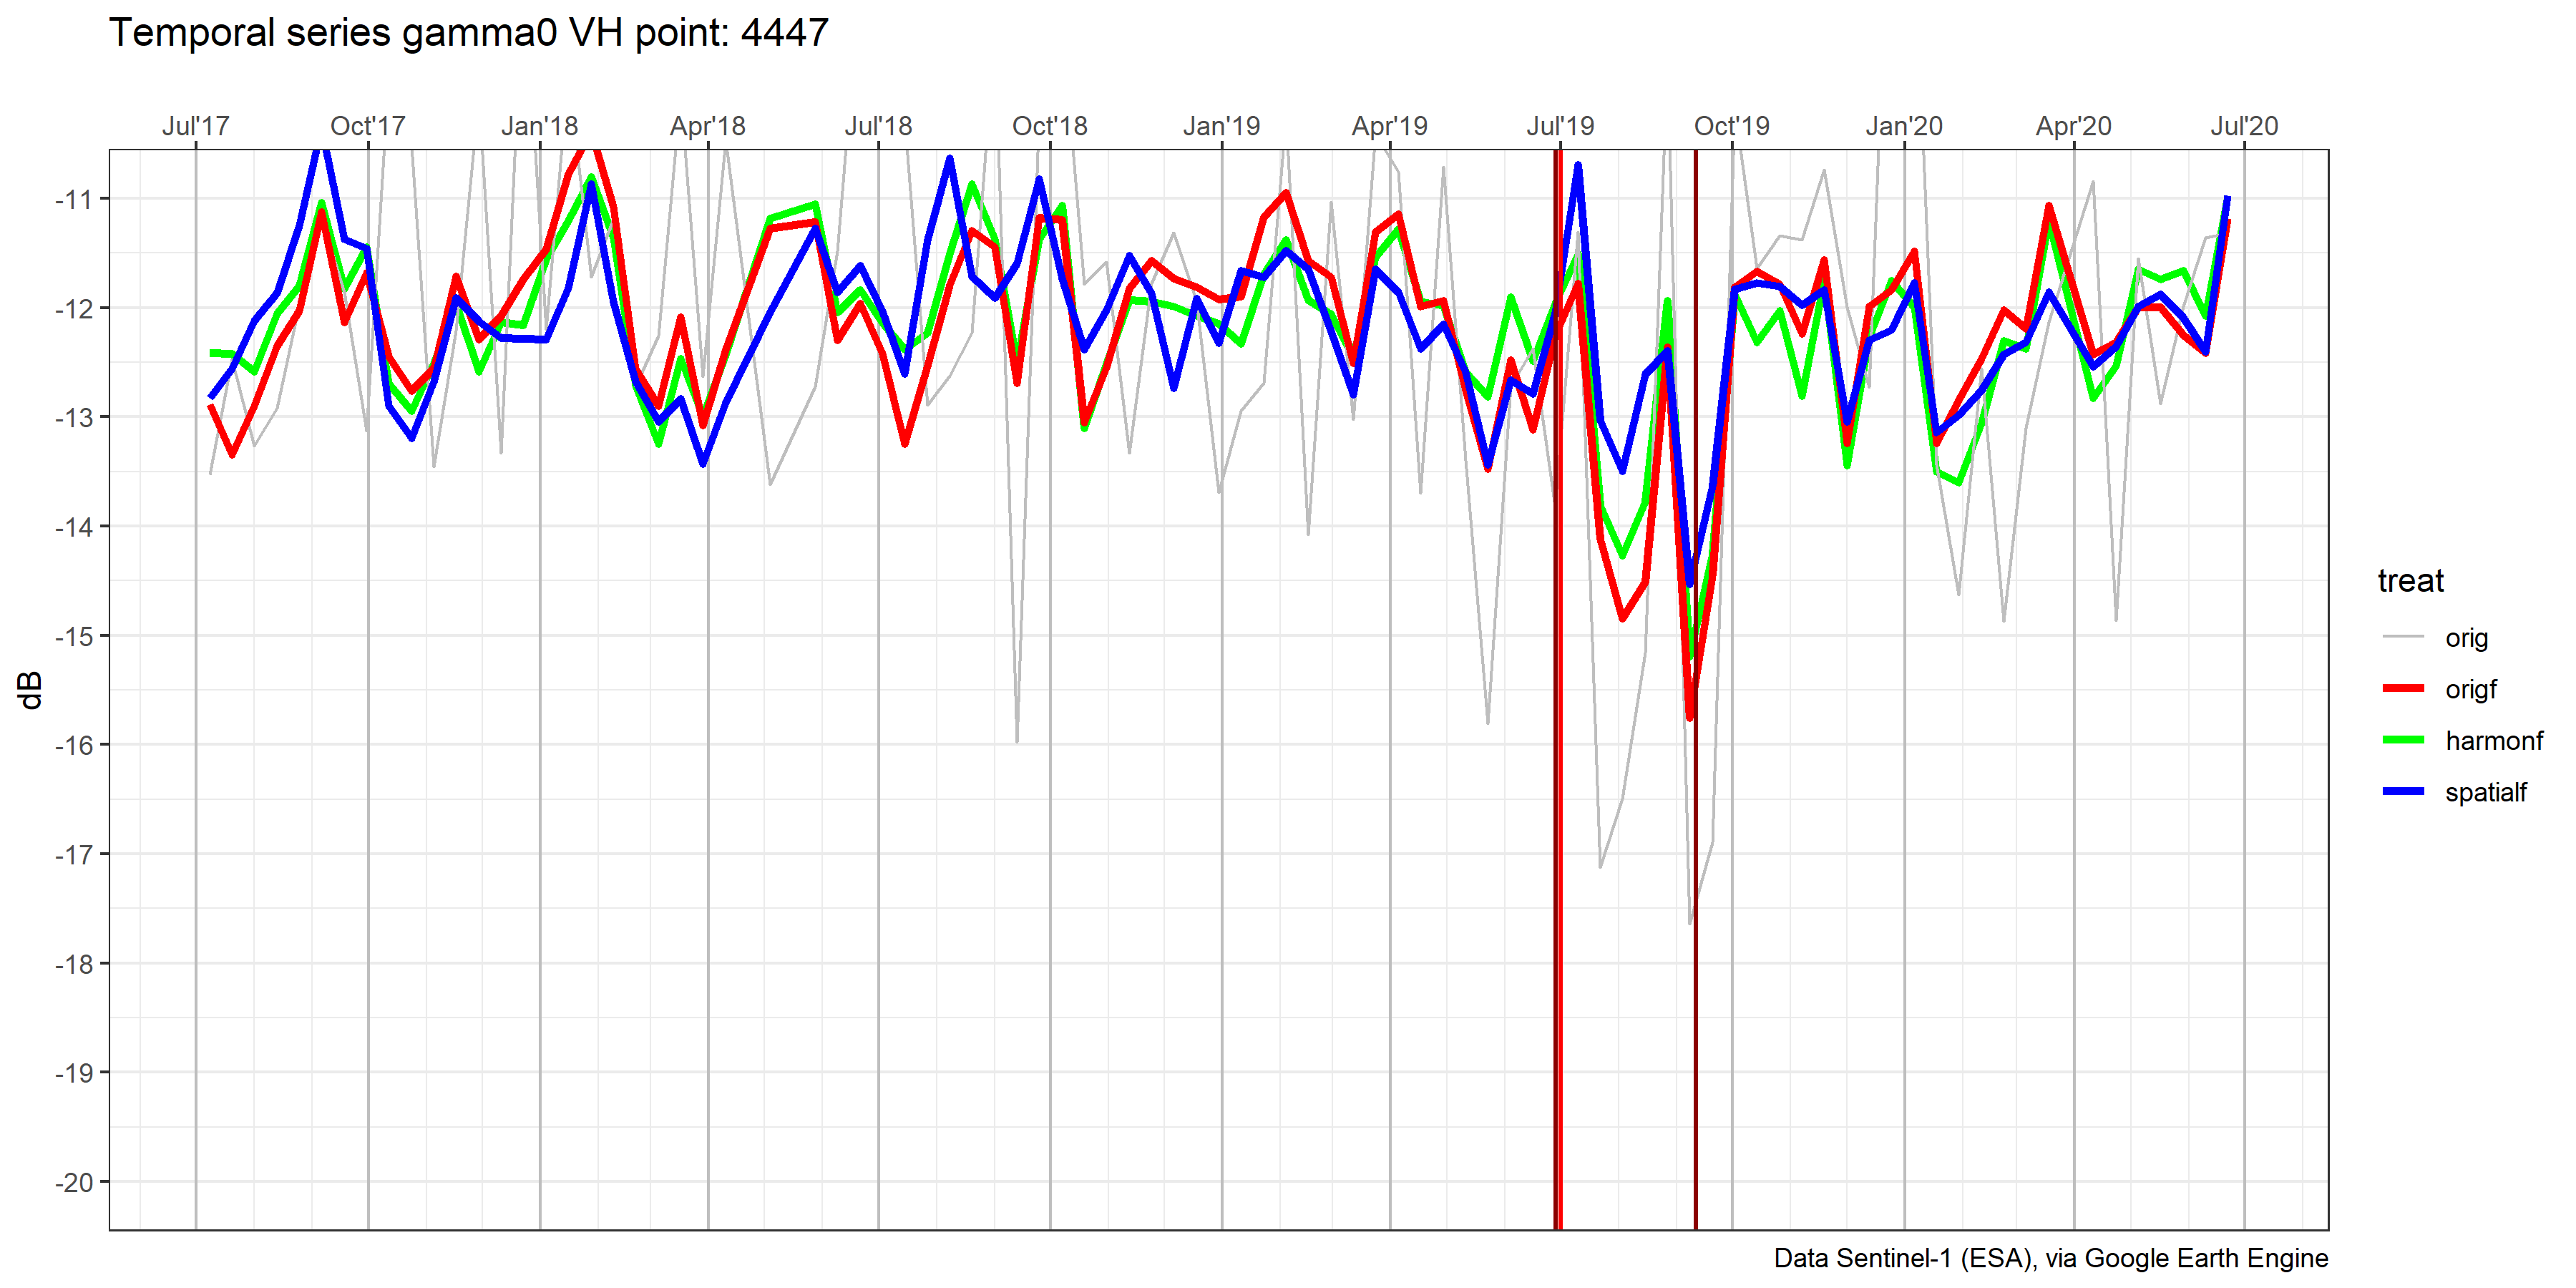 Temporal series gamma0 VH point: 4447
Jul'17 Oct'17 Jan'18 Apr'18 Jul'18 Oct'18 Jan'19 Apr'19 Jul'19 Oct'19 Jan'20 Apr'20 Jul'20
-11
-12
-13
-14
-15
-16
-17
-18
-19
-20
dB
treat
orig
origf
harmonf
spatialf
Data Sentinel-1 (ESA), via Google Earth Engine